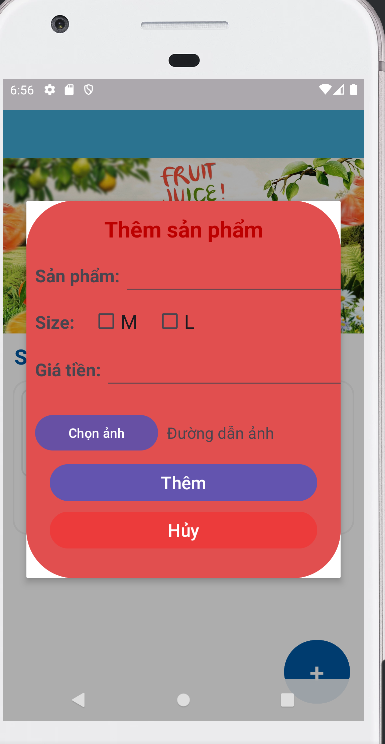 6:56
FRUIT
JUICE!
Thêm sản phẩm
Sản phẩm:
Size: M L
Giá tiền:
Chọn ảnh Đường dẫn ảnh
Thêm
Hủy
S
+